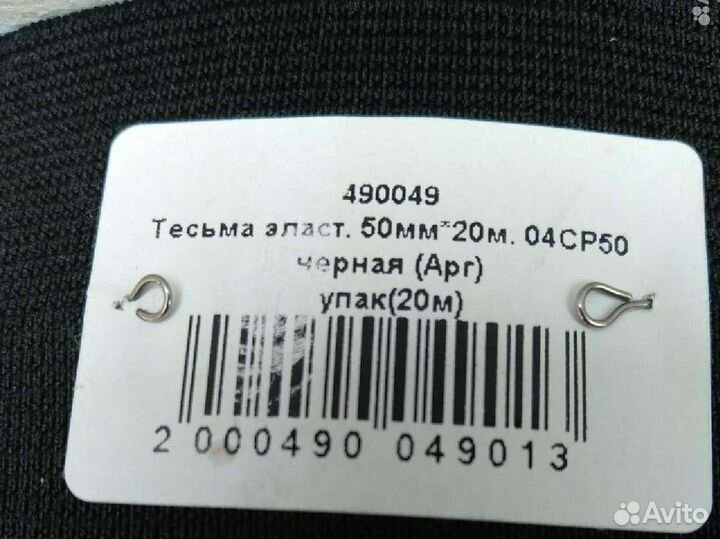 490049
Тесьма эласт. 50мм*20м. 04СР50
черная (Арг)
упак(20м)
2 000490 049013
Avito